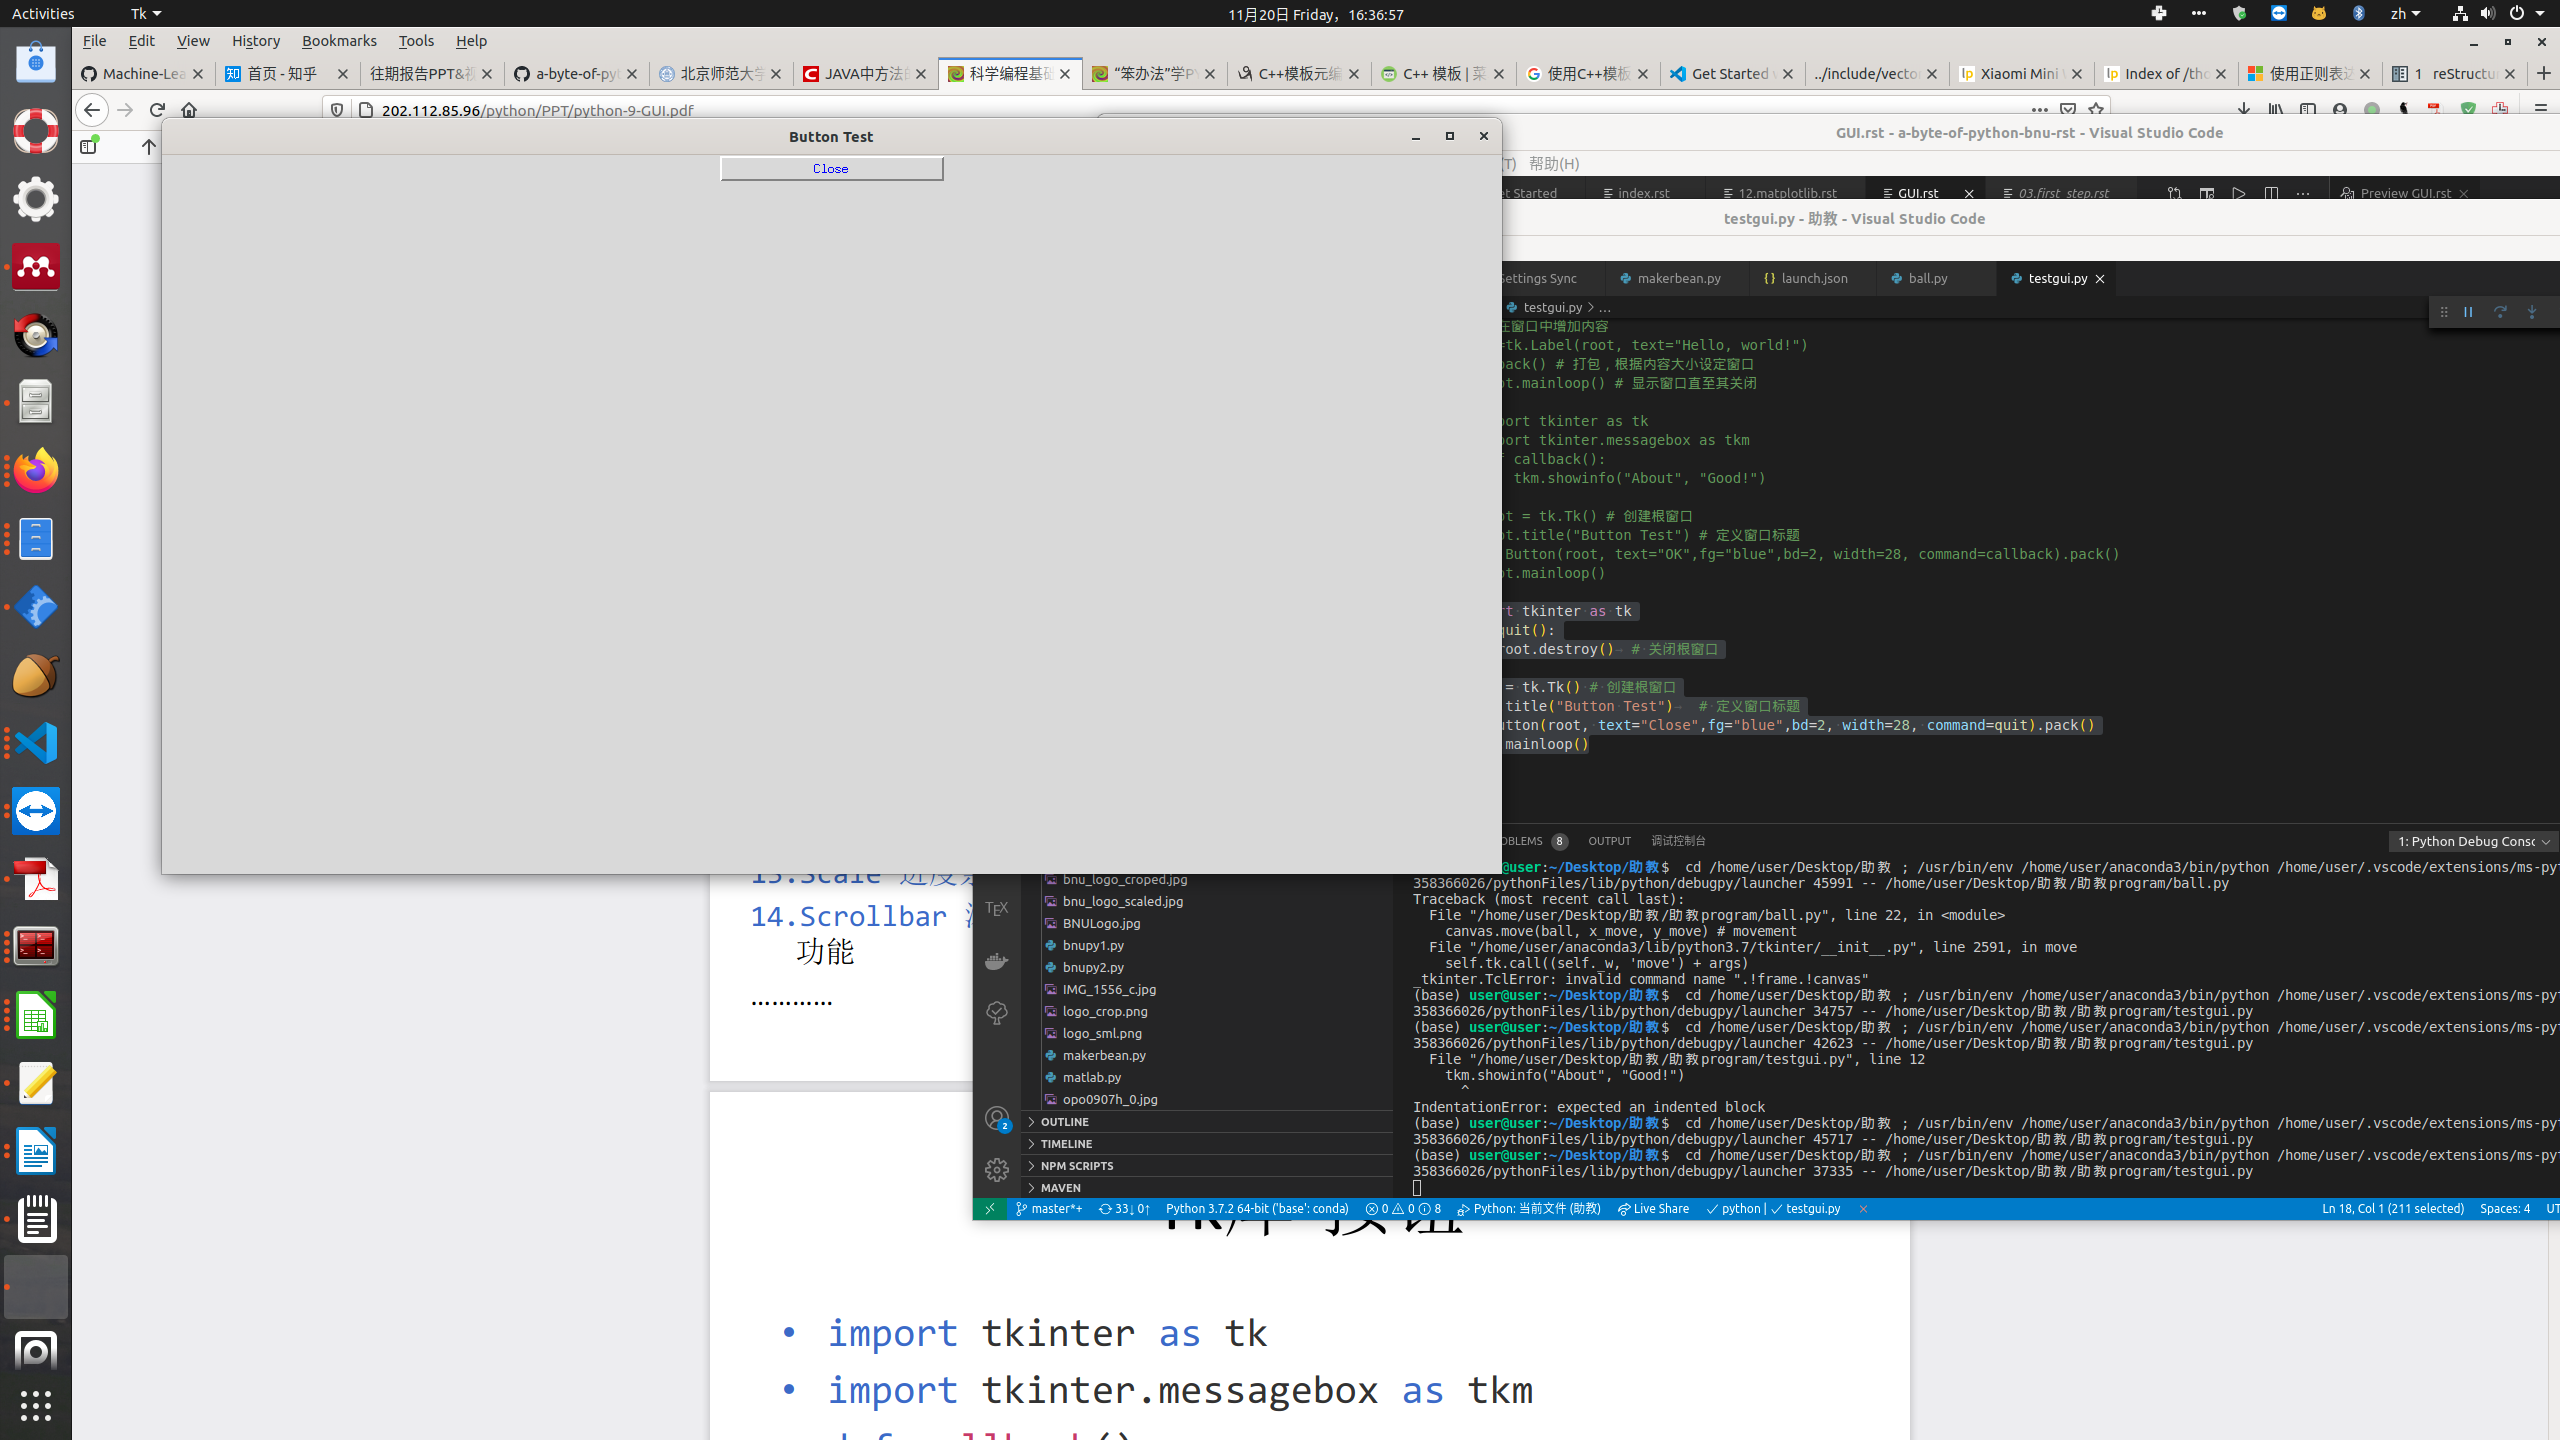 Activities
Tk
11月20日 Friday，16:36:57
zh
File Edit View History Bookmarks Tools Help
Machine-Lea
首页 - 知乎
往期报告PPT&视
a-byte-of-pyt
北京师范大学
JAVA中方法的
科学编程基础
“笨办法”学Py
C++模板元编
C++ 模板 | 菜
使用C++模板
Get Started w
../include/vector
Xiaomi Mini
Index of /tho
使用正则表达
1 reStructu
202.112.85.96/python/PPT/python-9-GUI.pdf
Button Test
Close
GUI.rst - a-byte-of-python-bnu-rst - Visual Studio Code
(T) 帮助(H)
et Started
index.rst
12.matplotlib.rst
GUI.rst
03.first_step.rst
Preview GUI.rst
testgui.py - 助教 - Visual Studio Code
Settings Sync
makerbean.py
launch.json
ball.py
testgui.py
testgui.py > ...
在窗口中增加内容
=tk.Label(root, text="Hello, world!")
pack() # 打包，根据内容大小设定窗口
ot.mainloop() # 显示窗口直至其关闭
port tkinter as tk
port tkinter.messagebox as tkm
f callback():
tkm.showinfo("About", "Good!")
ot = tk.Tk() # 创建根窗口
ot.title("Button Test") # 定义窗口标题
.Button(root, text="OK",fg="blue",bd=2, width=28, command=callback).pack()
ot.mainloop()
rt tkinter as tk
quit():
root.destroy() # 关闭根窗口
= tk.Tk() # 创建根窗口
.title("Button Test") # 定义窗口标题
utton(root, text="Close",fg="blue",bd=2, width=28, command=quit).pack()
.mainloop()
OBLEMS 8 OUTPUT 调试控制台
1: Python Debug Consc
@user:~/Desktop/助教$ cd /home/user/Desktop/助教 ; /usr/bin/env /home/user/anaconda3/bin/python /home/user/.vscode/extensions/ms-pyt
358366026/pythonFiles/lib/python/debugpy/launcher 45991 -- /home/user/Desktop/助教/助教program/ball.py
Traceback (most recent call last):
File "/home/user/Desktop/助教/助教program/ball.py", line 22, in <module>
canvas.move(ball, x_move, y_move) # movement
File "/home/user/anaconda3/lib/python3.7/tkinter/__init__.py", line 2591, in move
self.tk.call((self._w, 'move') + args)
_tkinter.TclError: invalid command name ".!frame.!canvas"
(base) user@user:~/Desktop/助教$ cd /home/user/Desktop/助教 ; /usr/bin/env /home/user/anaconda3/bin/python /home/user/.vscode/extensions/ms-pyt
358366026/pythonFiles/lib/python/debugpy/launcher 34757 -- /home/user/Desktop/助教/助教program/testgui.py
(base) user@user:~/Desktop/助教$ cd /home/user/Desktop/助教 ; /usr/bin/env /home/user/anaconda3/bin/python /home/user/.vscode/extensions/ms-pyt
358366026/pythonFiles/lib/python/debugpy/launcher 42623 -- /home/user/Desktop/助教/助教program/testgui.py
File "/home/user/Desktop/助教/助教program/testgui.py", line 12
tkm.showinfo("About", "Good!")
^
IndentationError: expected an indented block
(base) user@user:~/Desktop/助教$ cd /home/user/Desktop/助教 ; /usr/bin/env /home/user/anaconda3/bin/python /home/user/.vscode/extensions/ms-pyt
358366026/pythonFiles/lib/python/debugpy/launcher 45717 -- /home/user/Desktop/助教/助教program/testgui.py
(base) user@user:~/Desktop/助教$ cd /home/user/Desktop/助教 ; /usr/bin/env /home/user/anaconda3/bin/python /home/user/.vscode/extensions/ms-pyt
358366026/pythonFiles/lib/python/debugpy/launcher 37335 -- /home/user/Desktop/助教/助教program/testgui.py
TEX
bnu_logo_croped.jpg
bnu_logo_scaled.jpg
BNULogo.jpg
bnupy1.py
bnupy2.py
IMG_1556_c.jpg
logo_crop.png
logo_sml.png
makerbean.py
matlab.py
opo0907h_0.jpg
OUTLINE
TIMELINE
NPM SCRIPTS
MAVEN
2
master*+ 33↓ 0↑ Python 3.7.2 64-bit ('base': conda) 0 0 8 Python: 当前文件 (助教) Live Share python | testgui.py
Ln 18, Col 1 (211 selected) Spaces: 4 UT
13.Scale 进度条
14.Scrollbar
功能
…………
Tk库 按钮
• import tkinter as tk
• import tkinter.messagebox as tkm